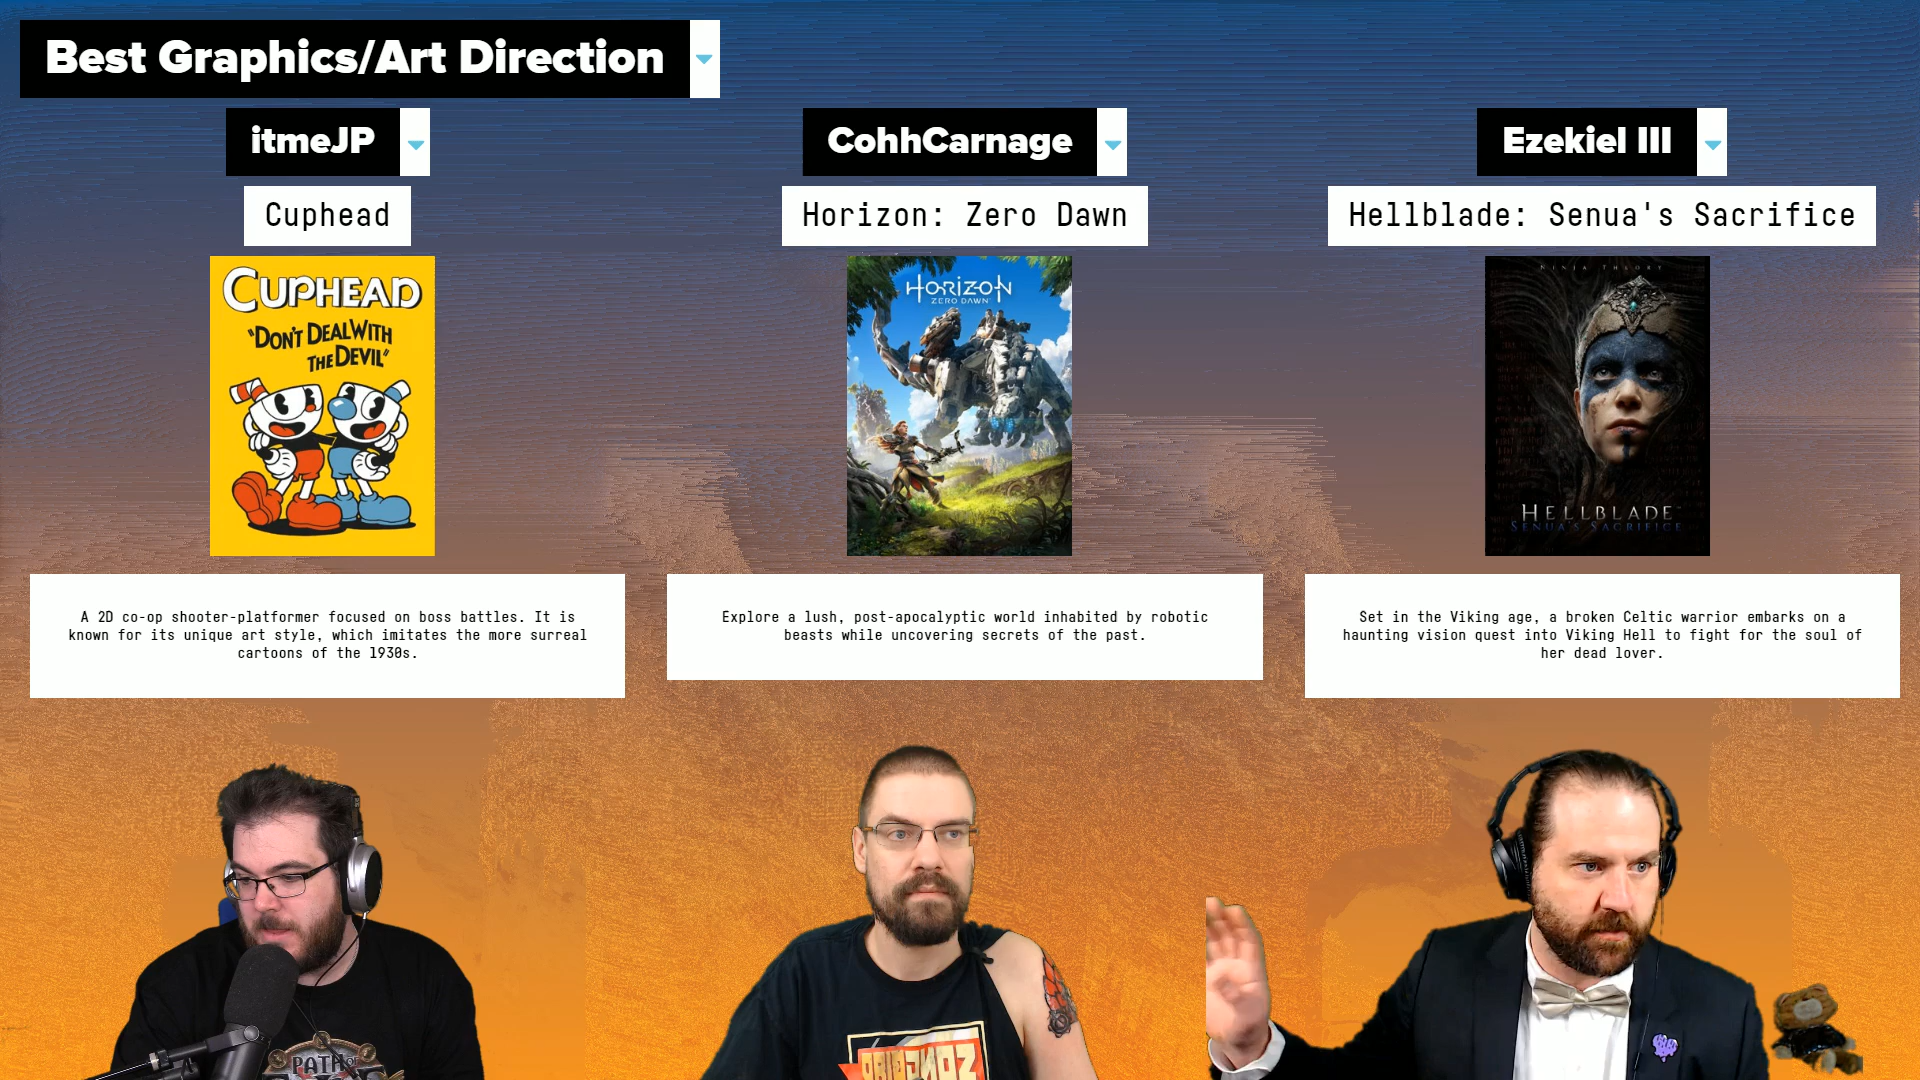 Best Graphics/Art Direction
itmeJP
CohhCarnage
Ezekiel III
Cuphead
Horizon: Zero Dawn
Hellblade: Senua's Sacrifice
CUPHEAD
"DON'T DEAL WITH
THE DEVIL"
HORIZON
ZERO DAWN
NINJA THEORY
HELLBLADE
SENUA'S SACRIFICE
A 2D co-op shooter-platformer focused on boss battles. It is
known for its unique art style, which imitates the more surreal
cartoons of the 1930s.
Explore a lush, post-apocalyptic world inhabited by robotic
beasts while uncovering secrets of the past.
Set in the Viking age, a broken Celtic warrior embarks on a
haunting vision quest into Viking Hell to fight for the soul of
her dead lover.
PATH OF